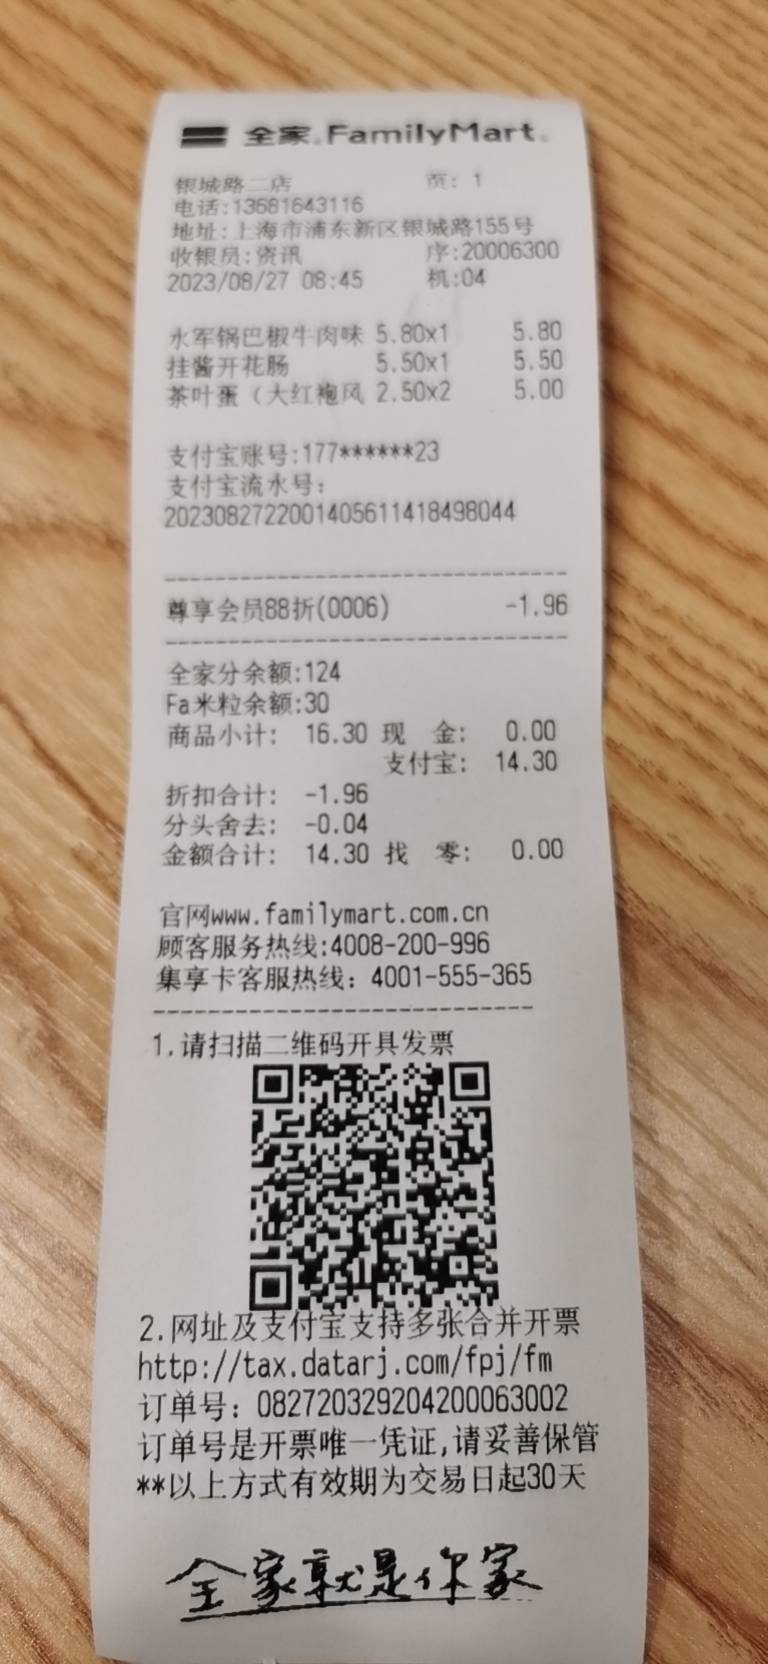 全家 FamilyMart
银城路二店 页: 1
电话:13681643116
地址:上海市浦东新区银城路155号
收银员:资讯 序:20006300
2023/08/27 08:45 机:04
水军锅巴椒牛肉味 5.80x1 5.80
挂酱开花肠 5.50x1 5.50
茶叶蛋(大红袍风 2.50x2 5.00
支付宝账号:177******23
支付宝流水号:
2023082722001405611418498044
尊享会员88折(0006) -1.96
全家分余额:124
Fa米粒余额:30
商品小计: 16.30 现 金: 0.00
支付宝: 14.30
折扣合计: -1.96
分头舍去: -0.04
金额合计: 14.30 找 零: 0.00
官网www.familymart.com.cn
顾客服务热线:4008-200-996
集享卡客服热线: 4001-555-365
1.请扫描二维码开具发票
2.网址及支付宝支持多张合并开票
http://tax.datarj.com/fpj/fm
订单号: 082720329204200063002
订单号是开票唯一凭证,请妥善保管
**以上方式有效期为交易日起30天
全家就是你家